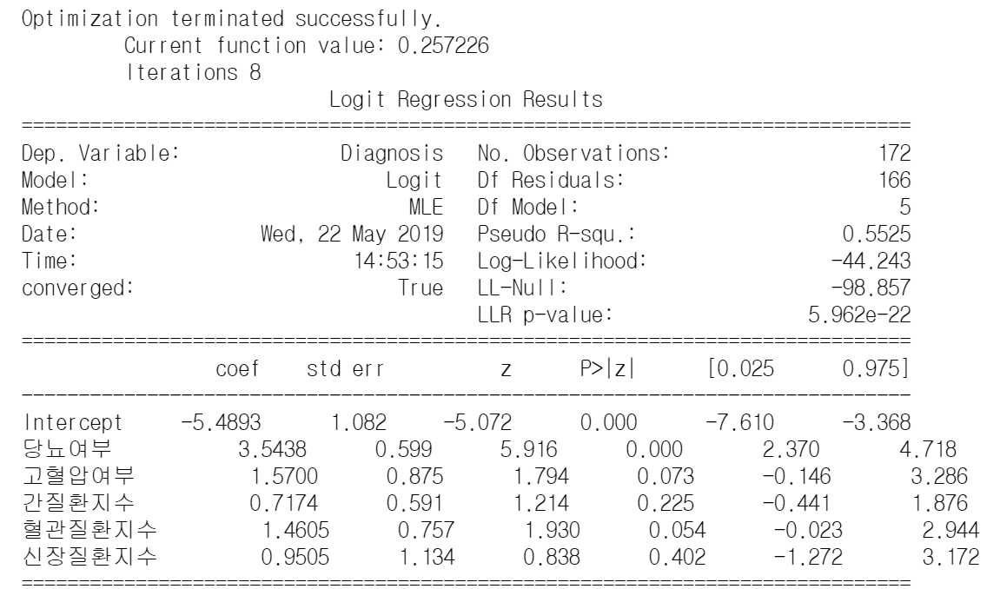 Optimization terminated successfully.
Current function value: 0.257226
Iterations 8
Logit Regression Results
==============================================================================
Dep. Variable: Diagnosis No. Observations: 172
Model: Logit Df Residuals: 166
Method: MLE Df Model: 5
Date: Wed, 22 May 2019 Pseudo R-squ.: 0.5525
Time: 14:53:15 Log-Likelihood: -44.243
converged: True LL-Null: -98.857
LLR p-value: 5.962e-22
==============================================================================
coef std err z P>|z| [0.025 0.975]
------------------------------------------------------------------------------
Intercept -5.4893 1.082 -5.072 0.000 -7.610 -3.368
당뇨여부 3.5438 0.599 5.916 0.000 2.370 4.718
고혈압여부 1.5700 0.875 1.794 0.073 -0.146 3.286
간질환지수 0.7174 0.591 1.214 0.225 -0.441 1.876
혈관질환지수 1.4605 0.757 1.930 0.054 -0.023 2.944
신장질환지수 0.9505 1.134 0.838 0.402 -1.272 3.172
==============================================================================